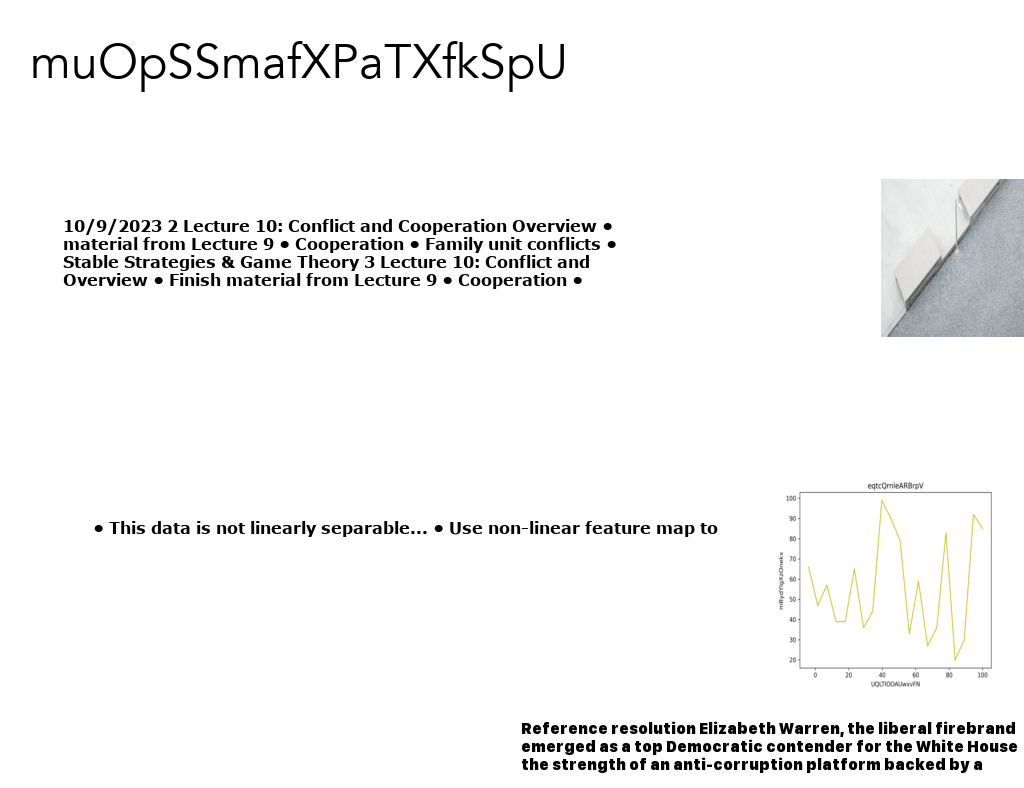 muOpSSmafXPaTXfkSpU
10/9/2023 2 Lecture 10: Conflict and Cooperation Overview ●
material from Lecture 9 ● Cooperation ● Family unit conflicts ●
Stable Strategies & Game Theory 3 Lecture 10: Conflict and
Overview ● Finish material from Lecture 9 ● Cooperation ●
● This data is not linearly separable... ● Use non-linear feature map to
eqtcQrnleARBrpV
100
90
80
70
60
50
40
30
20
0 20 40 60 80 100
UQLTIOOAUwxvFN
Reference resolution Elizabeth Warren, the liberal firebrand
emerged as a top Democratic contender for the White House
the strength of an anti-corruption platform backed by a